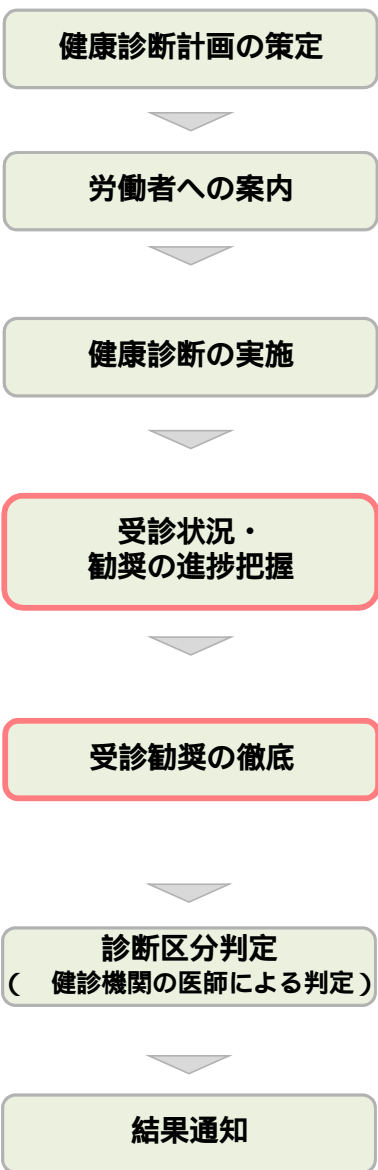 健康診断計画の策定
労働者への案内
健康診断の実施
受診状況・
勧奨の進捗把握
受診勧奨の徹底
診断区分判定
(　健診機関の医師による判定)
結果通知